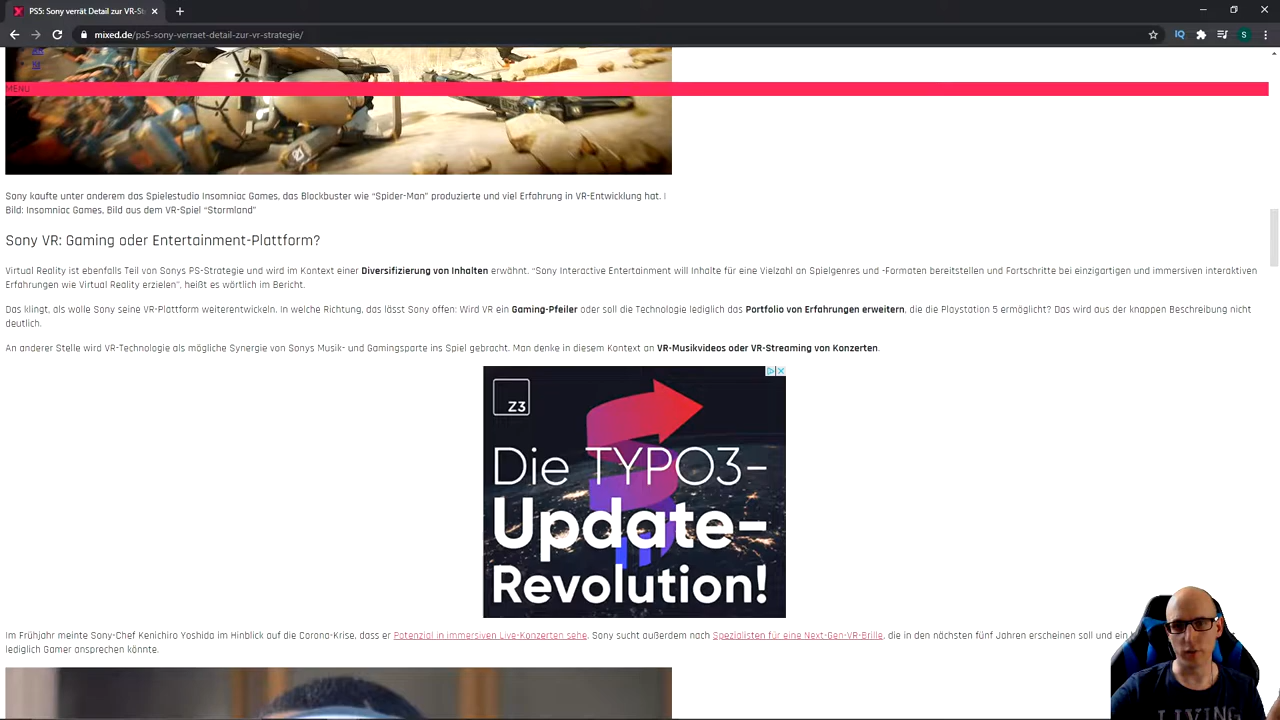 PS5: Sony verrät Detail zur VR-St
mixed.de/ps5-sony-verraet-detail-zur-vr-strategie/
IQ
S
MENU
Sony kaufte unter anderem das Spielestudio Insomniac Games, das Blockbuster wie “Spider-Man” produzierte und viel Erfahrung in VR-Entwicklung hat. |
Bild: Insomniac Games, Bild aus dem VR-Spiel “Stormland”
Sony VR: Gaming oder Entertainment-Plattform?
Virtual Reality ist ebenfalls Teil von Sonys PS-Strategie und wird im Kontext einer Diversifizierung von Inhalten erwähnt. “Sony Interactive Entertainment will Inhalte für eine Vielzahl an Spielgenres und -Formaten bereitstellen und Fortschritte bei einzigartigen und immersiven interaktiven
Erfahrungen wie Virtual Reality erzielen”, heißt es wörtlich im Bericht.
Das klingt, als wolle Sony seine VR-Plattform weiterentwickeln. In welche Richtung, das lässt Sony offen: Wird VR ein Gaming-Pfeiler oder soll die Technologie lediglich das Portfolio von Erfahrungen erweitern, die die Playstation 5 ermöglicht? Das wird aus der knappen Beschreibung nicht
deutlich.
An anderer Stelle wird VR-Technologie als mögliche Synergie von Sonys Musik- und Gamingsparte ins Spiel gebracht. Man denke in diesem Kontext an VR-Musikvideos oder VR-Streaming von Konzerten.
Z3
Die TYPO3-
Update-
Revolution!
Im Frühjahr meinte Sony-Chef Kenichiro Yoshida im Hinblick auf die Corona-Krise, dass er Potenzial in immersiven Live-Konzerten sehe. Sony sucht außerdem nach Spezialisten für eine Next-Gen-VR-Brille, die in den nächsten fünf Jahren erscheinen soll und ein
lediglich Gamer ansprechen könnte.
LIVING